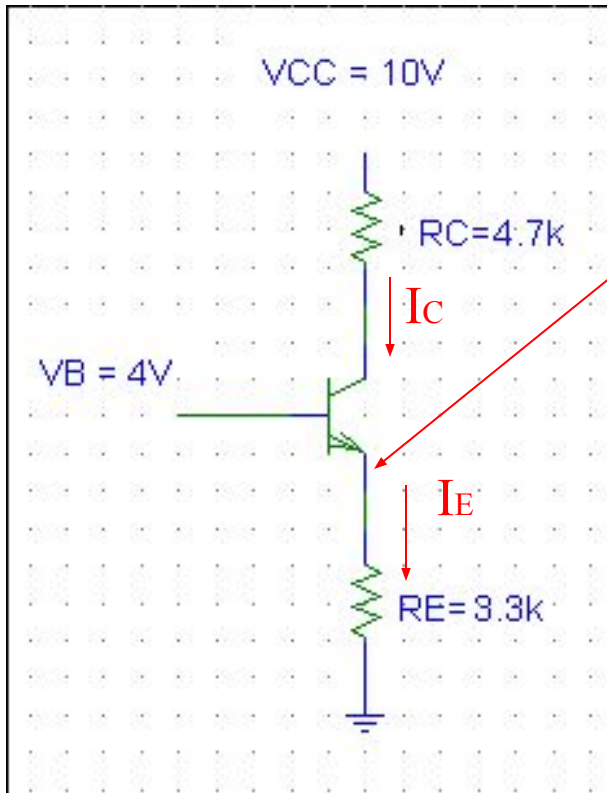 VCC = 10V
RC=4.7k
IC
VB = 4V
IE
RE=3.3k